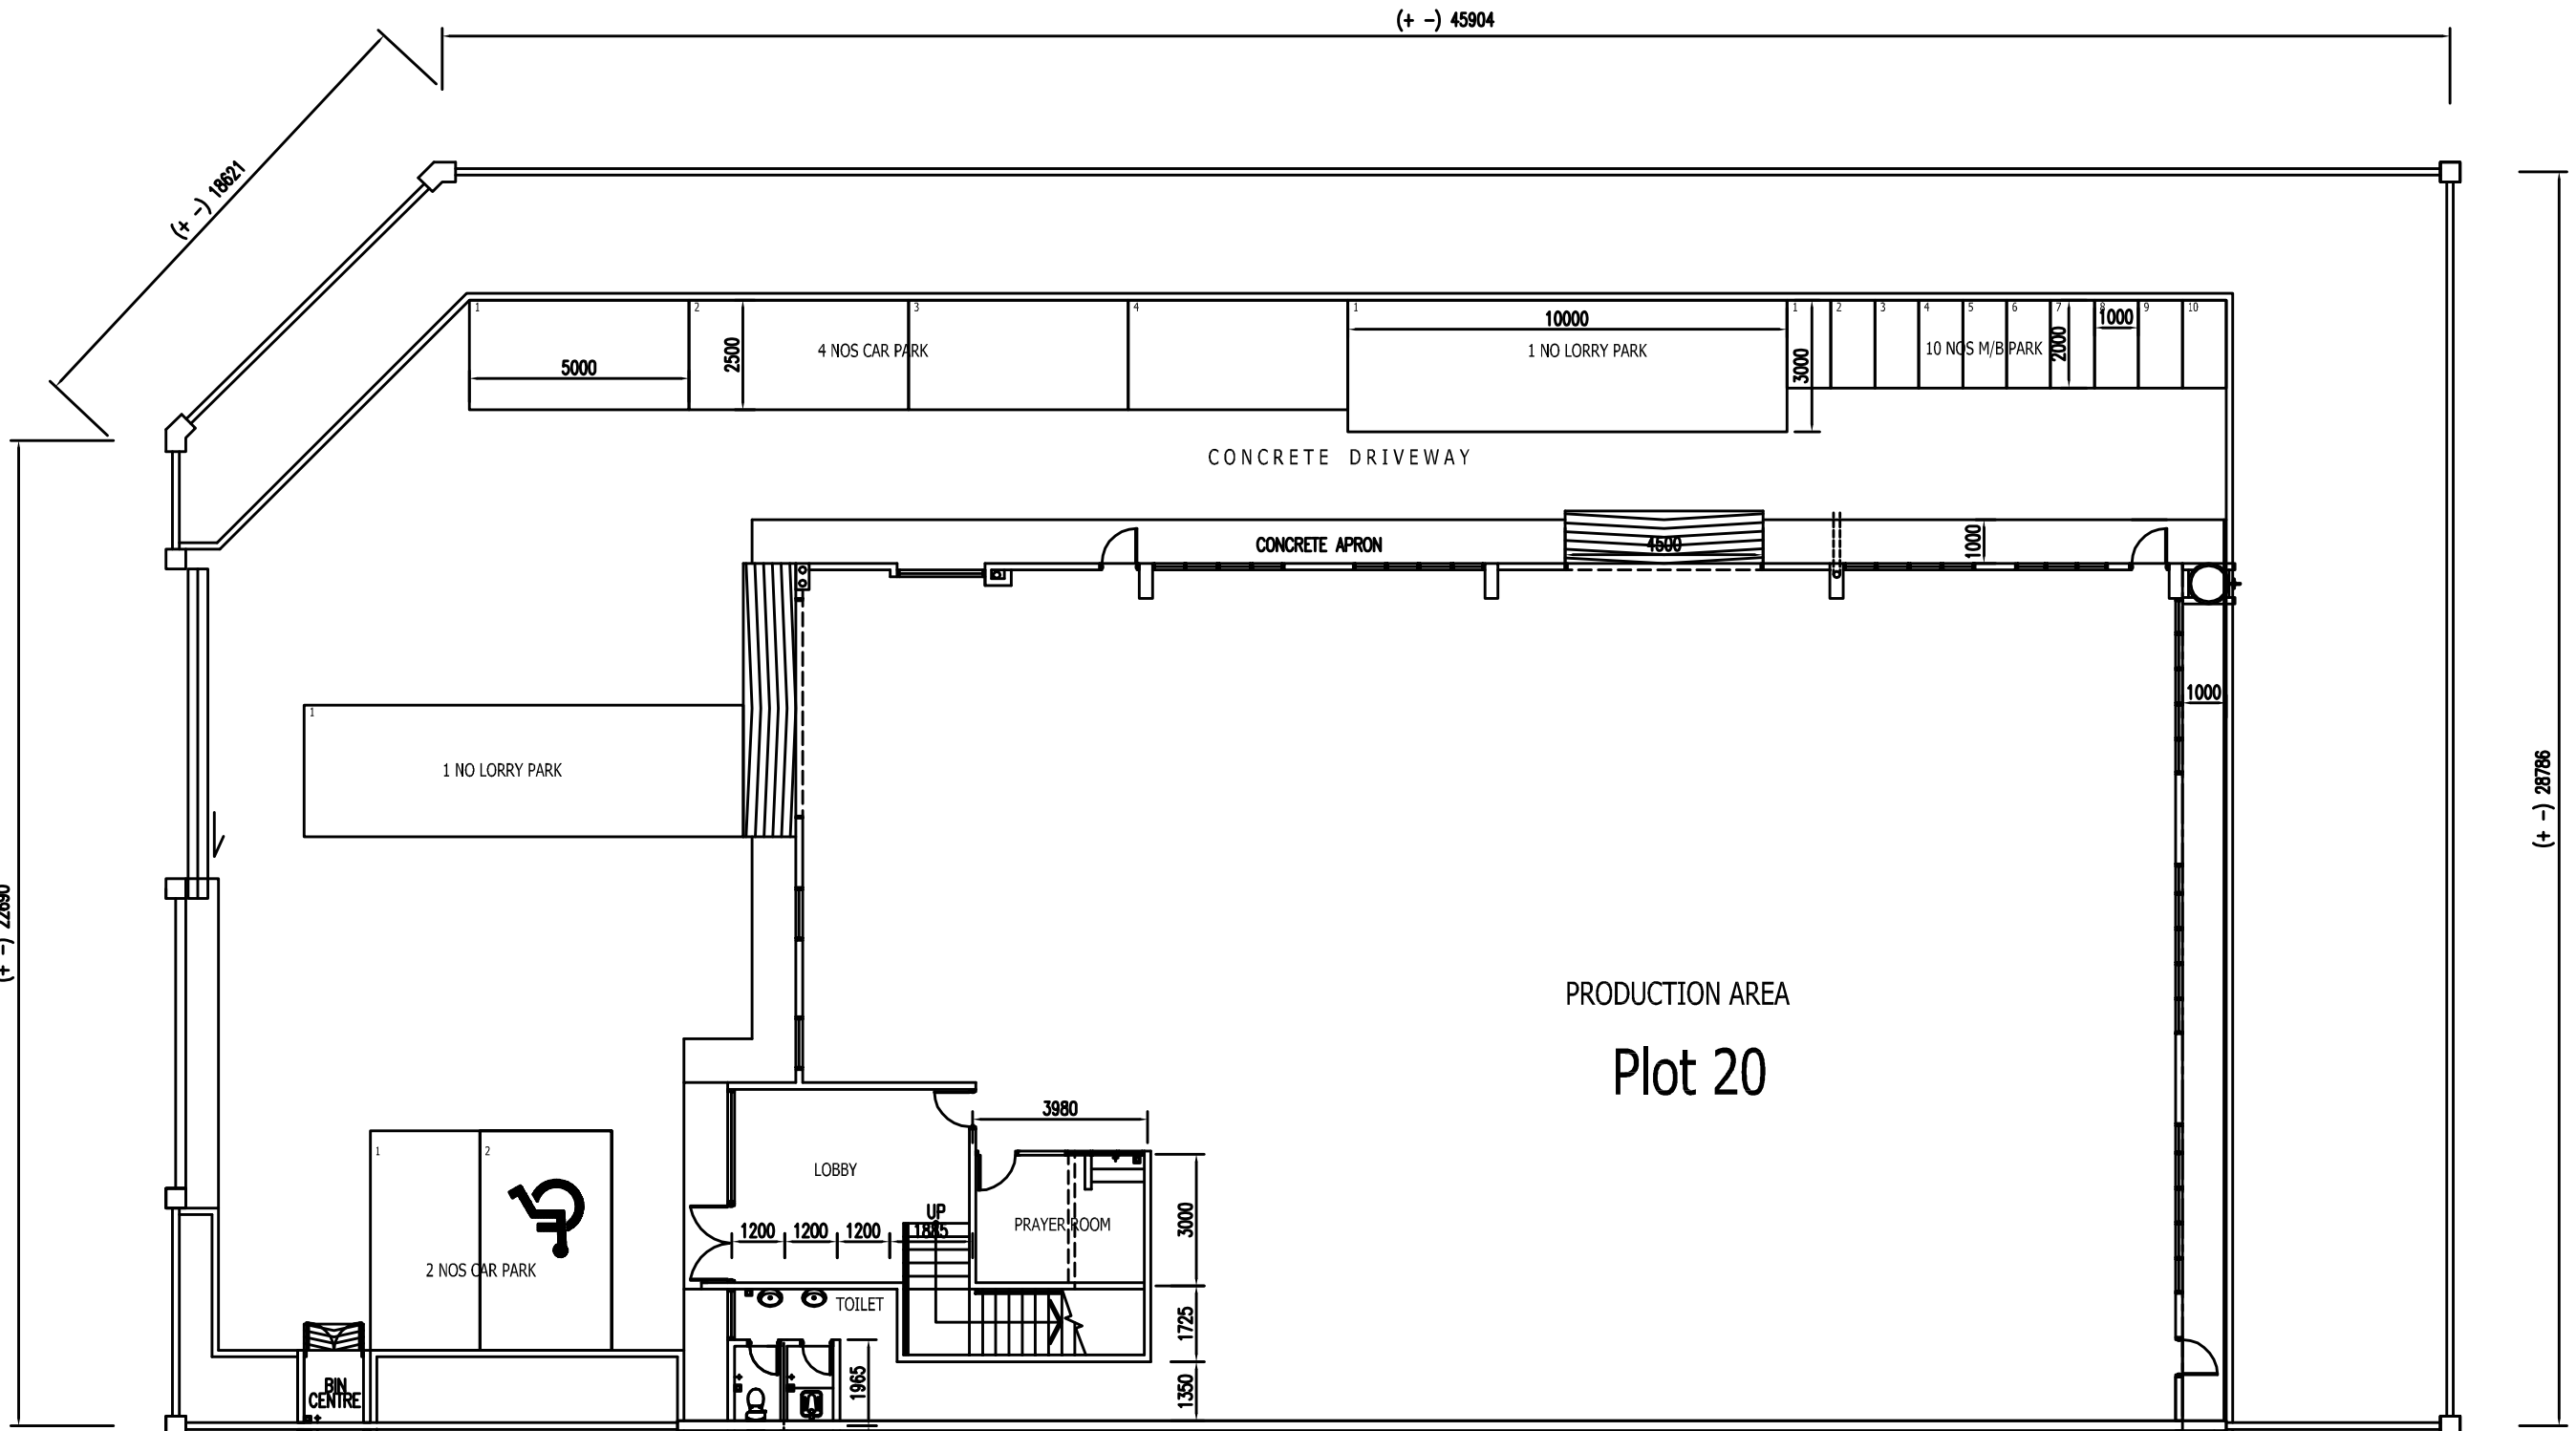 (+ -) 45904
(+ -) 18621
1
2
3
4
1
1
2
3
4
5
6
7
8
9
10
5000
2500
4 NOS CAR PARK
10000
1 NO LORRY PARK
3000
10 NOS M/B PARK
2000
1000
CONCRETE DRIVEWAY
CONCRETE APRON
4500
1000
1000
1
1 NO LORRY PARK
(+ -) 28786
(+ -) 22690
PRODUCTION AREA
Plot 20
3980
1
2
LOBBY
UP
1200
1200
1200
1885
PRAYER ROOM
3000
2 NOS CAR PARK
TOILET
1725
1965
1350
BIN
CENTRE